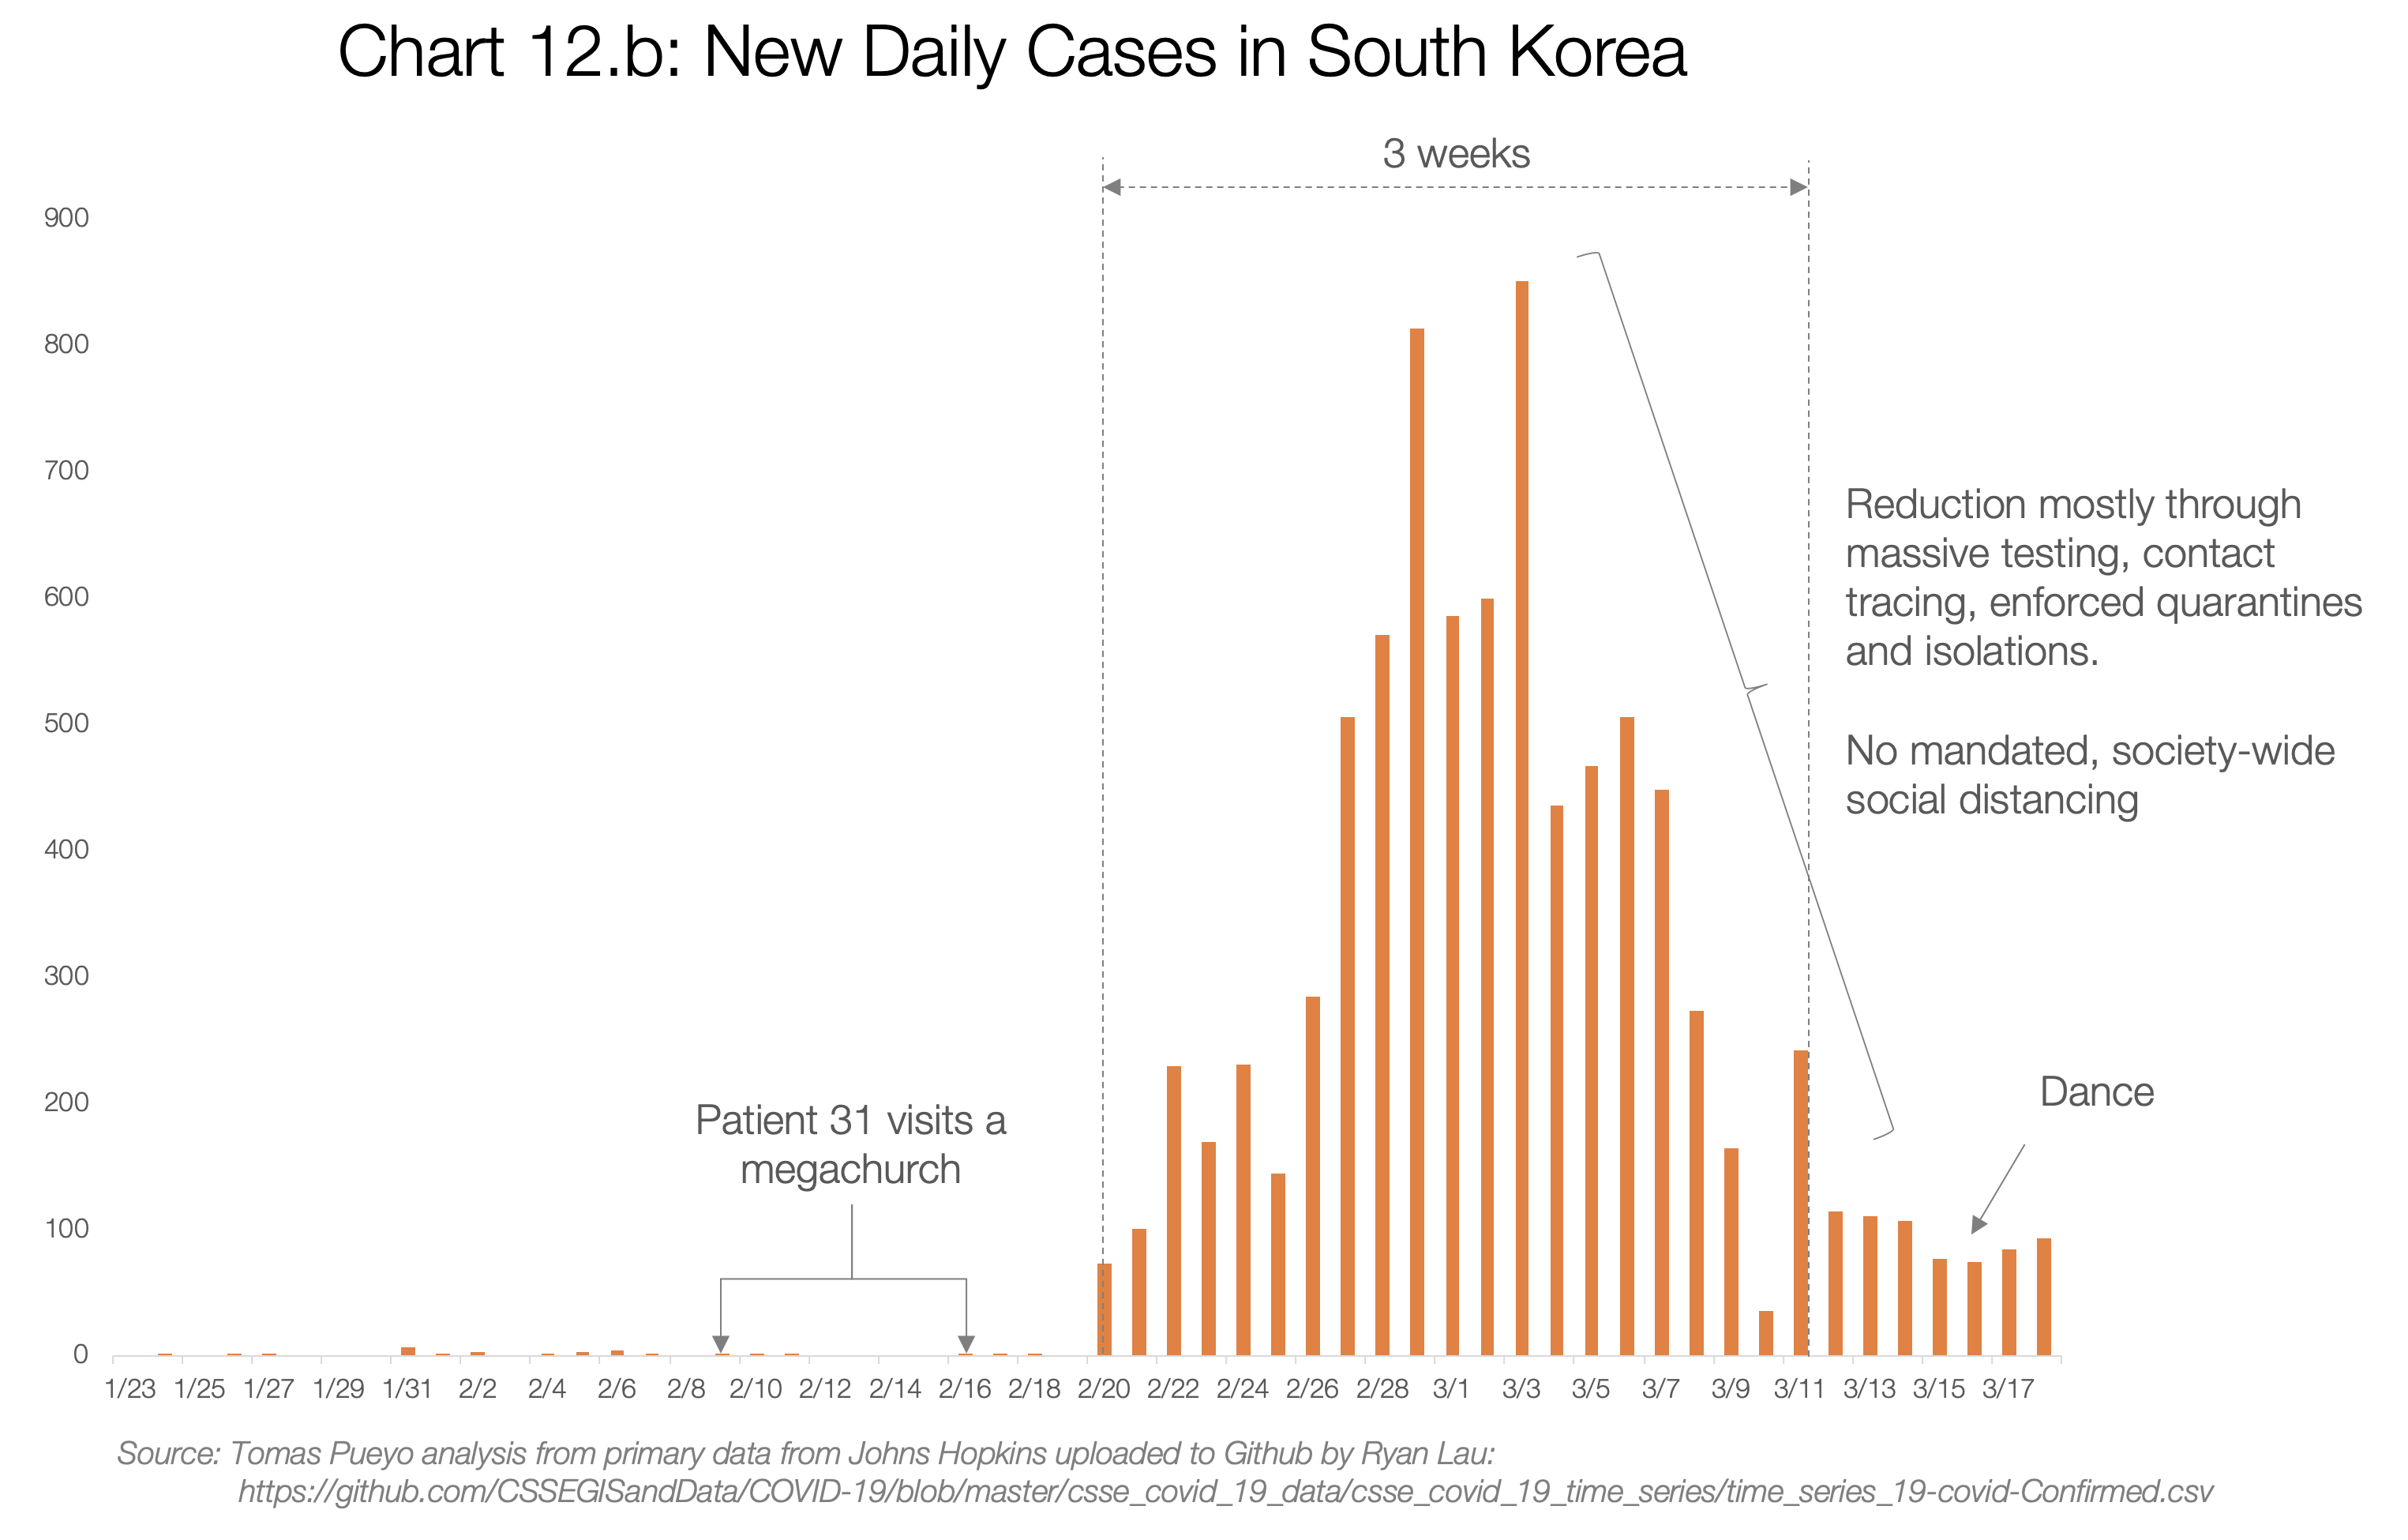 Chart 12.b: New Daily Cases in South Korea
3 weeks
900
800
700
600
500
400
300
200
100
0
Reduction mostly through
massive testing, contact
tracing, enforced quarantines
and isolations.
No mandated, society-wide
social distancing
Dance
Patient 31 visits a
megachurch
1/23 1/25 1/27 1/29 1/31 2/2 2/4 2/6 2/8 2/10 2/12 2/14 2/16 2/18 2/20 2/22 2/24 2/26 2/28 3/1 3/3 3/5 3/7 3/9 3/11 3/13 3/15 3/17
Source: Tomas Pueyo analysis from primary data from Johns Hopkins uploaded to Github by Ryan Lau:
https://github.com/CSSEGISandData/COVID-19/blob/master/csse_covid_19_data/csse_covid_19_time_series/time_series_19-covid-Confirmed.csv